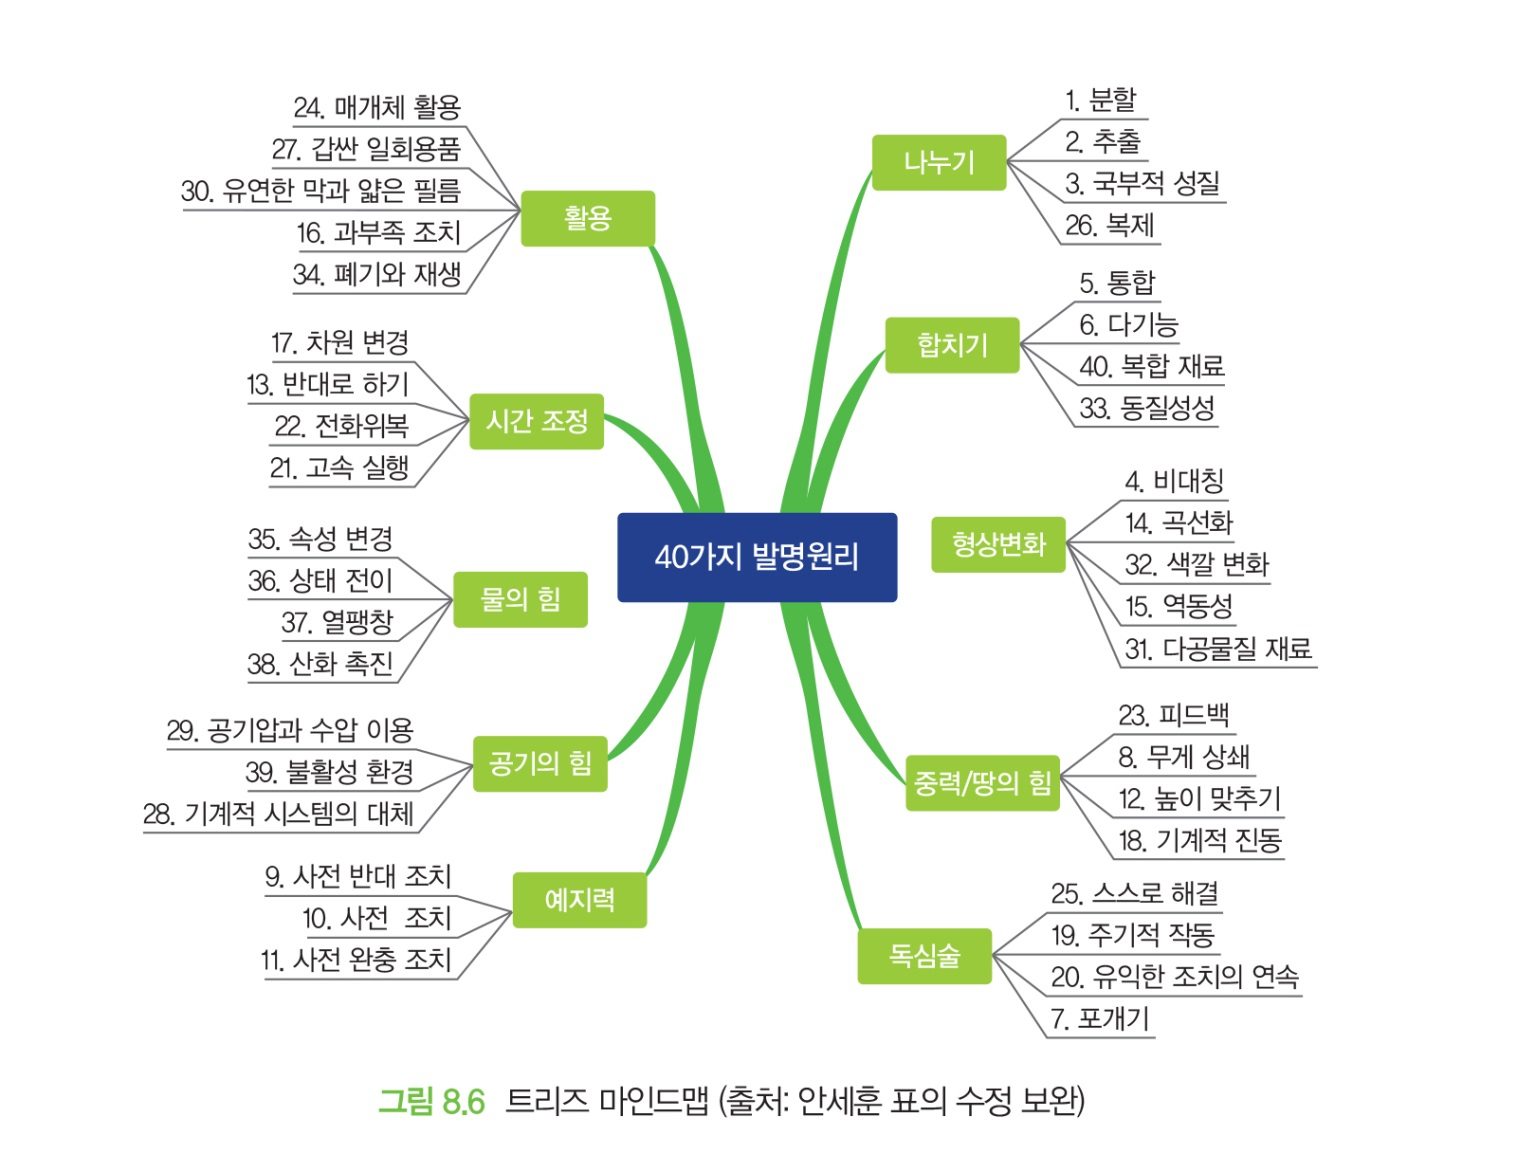 24. 매개체 활용
27. 갑싼 일회용품
30. 유연한 막과 얇은 필름
16. 과부족 조치
34. 폐기와 재생
활용
17. 차원 변경
13. 반대로 하기
22. 전화위복
21. 고속 실행
시간 조정
35. 속성 변경
36. 상태 전이
37. 열팽창
38. 산화 촉진
물의 힘
29. 공기압과 수압 이용
39. 불활성 환경
28. 기계적 시스템의 대체
공기의 힘
9. 사전 반대 조치
10. 사전 조치
11. 사전 완충 조치
예지력
40가지 발명원리
나누기
1. 분할
2. 추출
3. 국부적 성질
26. 복제
합치기
5. 통합
6. 다기능
40. 복합 재료
33. 동질성성
형상변화
4. 비대칭
14. 곡선화
32. 색깔 변화
15. 역동성
31. 다공물질 재료
중력/땅의 힘
23. 피드백
8. 무게 상쇄
12. 높이 맞추기
18. 기계적 진동
독심술
25. 스스로 해결
19. 주기적 작동
20. 유익한 조치의 연속
7. 포개기
그림 8.6 트리즈 마인드맵 (출처: 안세훈 표의 수정 보완)